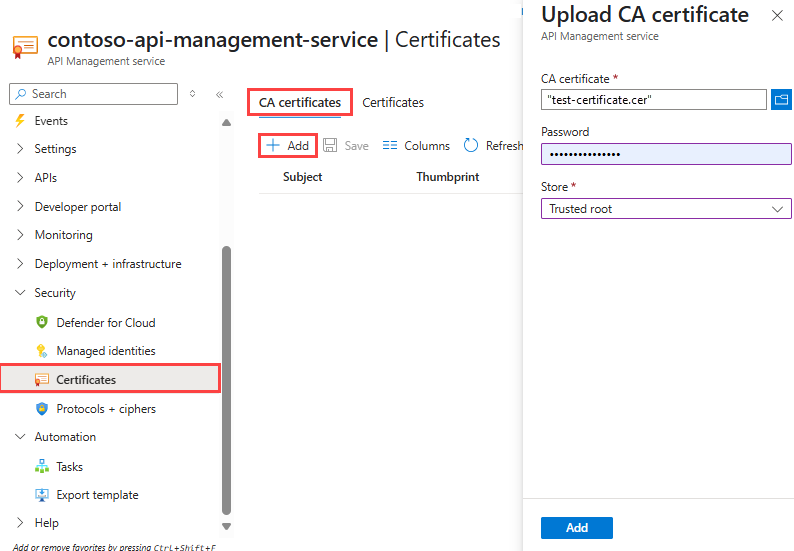 contoso-api-management-service | Certificates
API Management service
Search
Events
Settings
APIs
Developer portal
Monitoring
Deployment + infrastructure
Security
Defender for Cloud
Managed identities
Certificates
Protocols + ciphers
Automation
Tasks
Export template
Help
Add or remove favorites by pressing Ctrl+Shift+F
CA certificates Certificates
Add Save Columns Refresh
Subject Thumbprint
Upload CA certificate
API Management service
CA certificate *
"test-certificate.cer"
Password
•••••••••••••••
Store *
Trusted root
Add